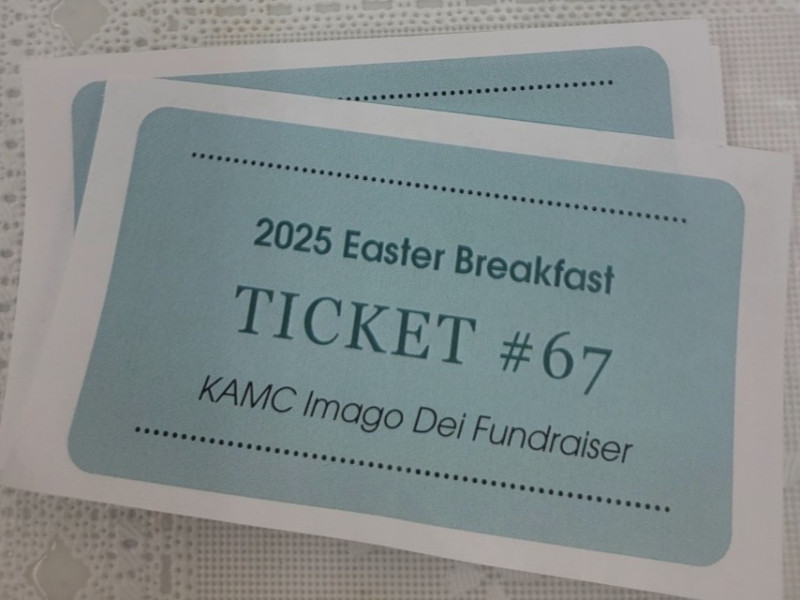 2025 Easter Breakfast
TICKET #67
KAMC Imago Dei Fundraiser